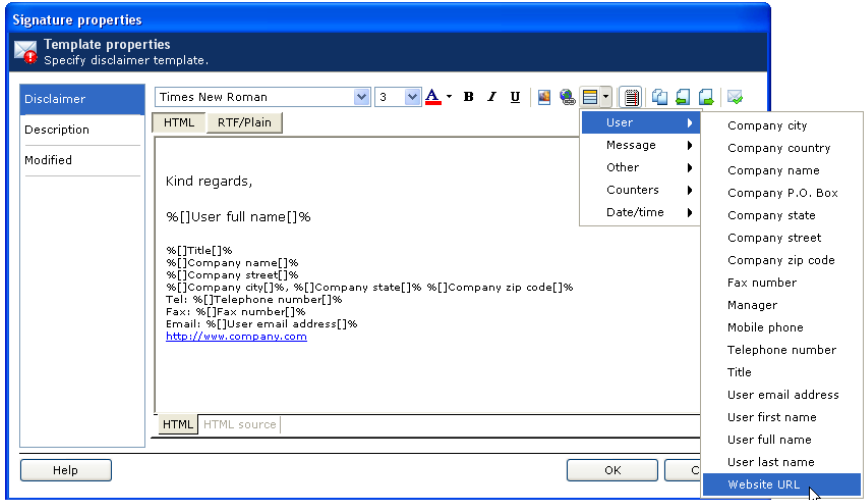 Signature properties
Template properties
Specify disclaimer template.
Disclaimer
Description
Modified
Times New Roman
3
A
B I U
HTML RTF/Plain
Kind regards,
%[]User full name[]%
%[]Title[]%
%[]Company name[]%
%[]Company street[]%
%[]Company city[]%, %[]Company state[]% %[]Company zip code[]%
Tel: %[]Telephone number[]%
Fax: %[]Fax number[]%
Email: %[]User email address[]%
http://www.company.com
HTML HTML source
User
Message
Other
Counters
Date/time
Company city
Company country
Company name
Company P.O. Box
Company state
Company street
Company zip code
Fax number
Manager
Mobile phone
Telephone number
Title
User email address
User first name
User full name
User last name
Website URL
Help
OK
C